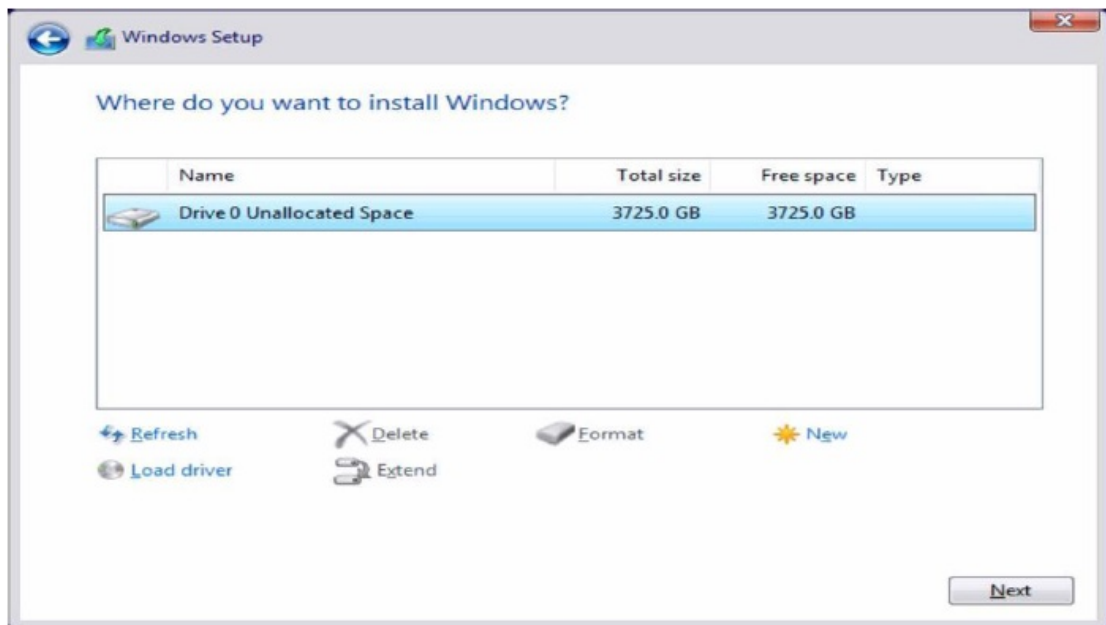 Windows Setup
Where do you want to install Windows?
Name Total size Free space Type
Drive 0 Unallocated Space 3725.0 GB 3725.0 GB
Refresh Delete Format New
Load driver Extend
Next